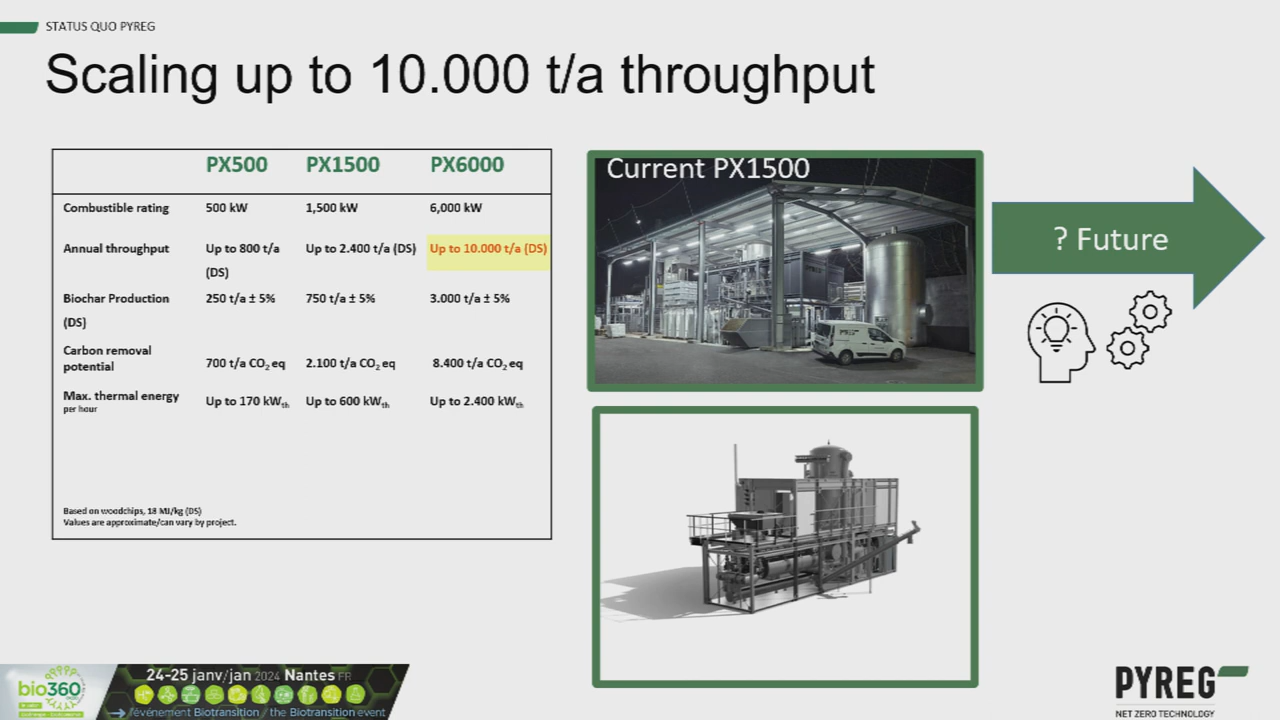 STATUS QUO PYREG
Scaling up to 10.000 t/a throughput
PX500 PX1500 PX6000
Combustible rating 500 kW 1,500 kW 6,000 kW
Annual throughput Up to 800 t/a (DS) Up to 2.400 t/a (DS) Up to 10.000 t/a (DS)
Biochar Production (DS) 250 t/a ± 5% 750 t/a ± 5% 3.000 t/a ± 5%
Carbon removal potential 700 t/a CO2 eq 2.100 t/a CO2 eq 8.400 t/a CO2 eq
Max. thermal energy per hour Up to 170 kWth Up to 600 kWth Up to 2.400 kWth
Based on woodchips, 18 MJ/kg (DS)
Values are approximate/can vary by project.
Current PX1500
? Future
bio360
24-25 janv/jan 2024 Nantes FR
l'événement Biotransition / the Biotransition event
PYREG
NET ZERO TECHNOLOGY